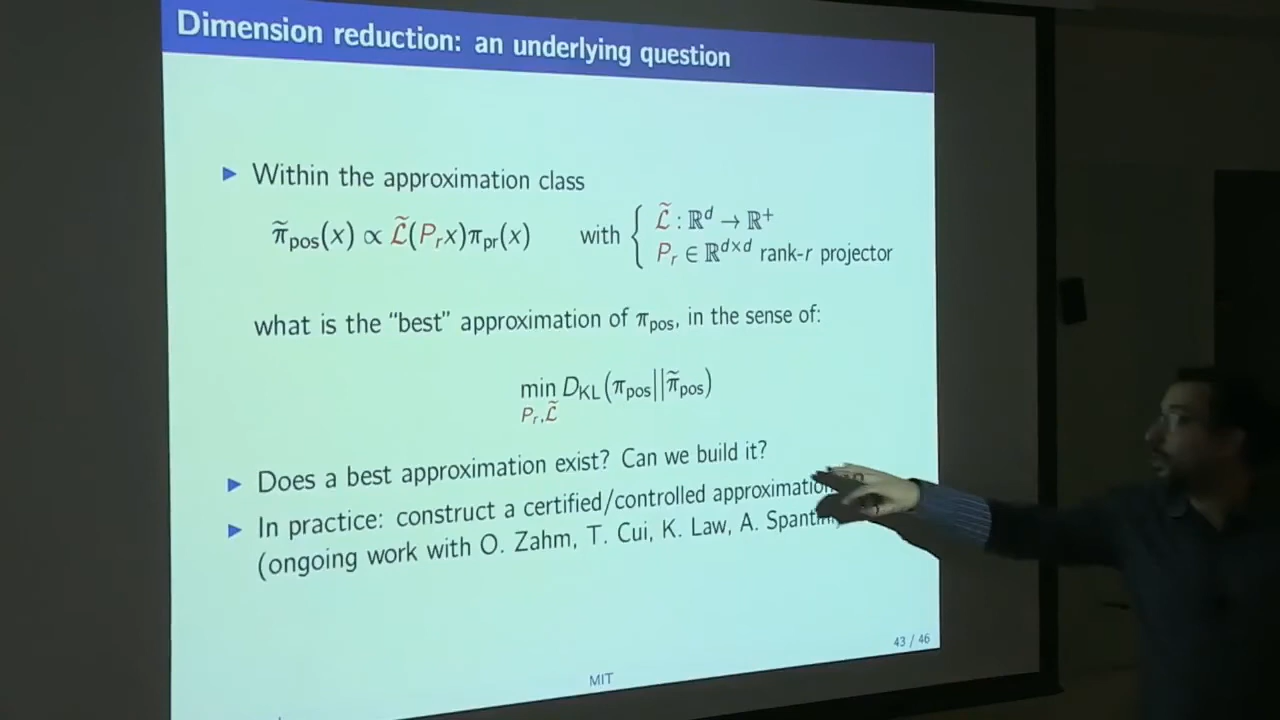 Dimension reduction: an underlying question
▶ Within the approximation class
π̃pos(x) ∝ L̃(Prx)πpr(x) with { L̃ : ℝᵈ → ℝ⁺
Pr ∈ ℝᵈˣᵈ rank-r projector
what is the “best” approximation of πpos, in the sense of:
min DKL(πpos||π̃pos)
Pr,L̃
▶ Does a best approximation exist? Can we build it?
▶ In practice: construct a certified/controlled approximation
(ongoing work with O. Zahm, T. Cui, K. Law, A.
43 / 46
MIT